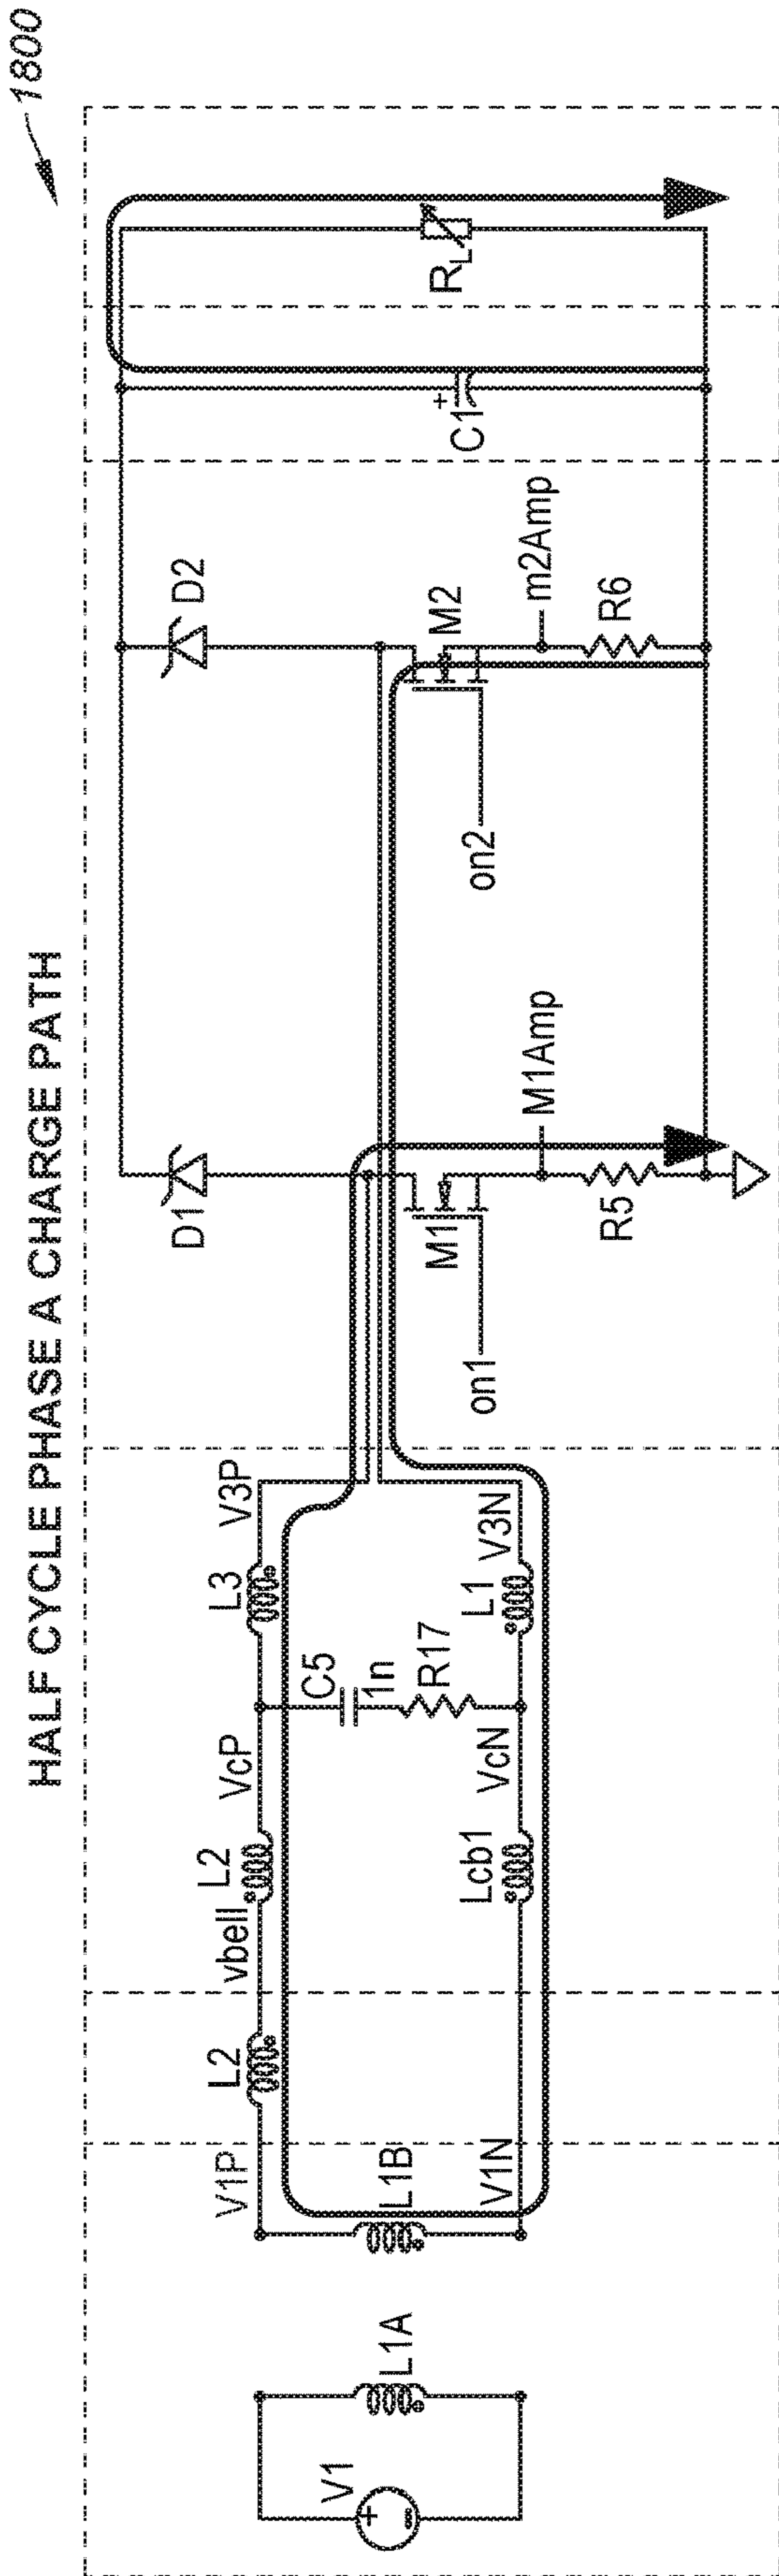 1800
HALF CYCLE PHASE A CHARGE PATH
V1
L1A
L1B
V1P
V1N
L2
vbell
L2
Lcb1
VcP
VcN
C5
1n
R17
L3
L1
V3P
V3N
on1
M1
D1
M1Amp
R5
on2
M2
D2
m2Amp
R6
+
C1
RL